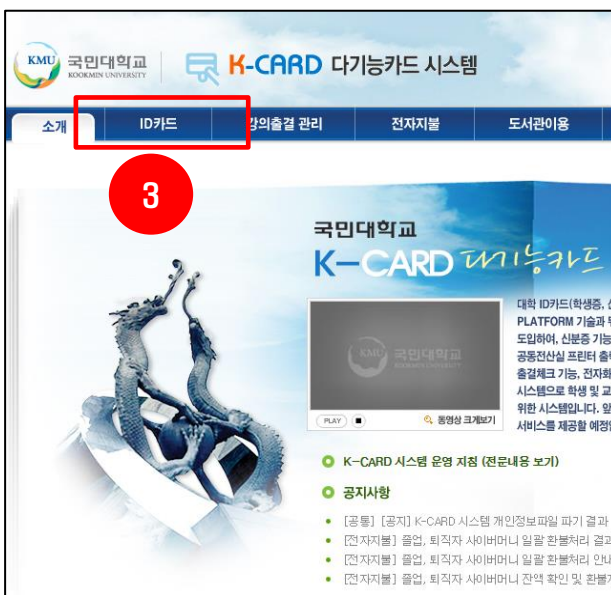 KMU 국민대학교 KOOKMIN UNIVERSITY K-CARD 다기능카드 시스템
소개 ID카드 강의출결 관리 전자지불 도서관이용
3
국민대학교
K-CARD 다기능카드
대학 ID카드(학생증,
PLATFORM 기술과
도입하여, 신분증 기능
공동전산실 프린터
출결체크 기능, 전자화
시스템으로 학생 및
위한 시스템입니다.
서비스를 제공할
KMU 국민대학교
KOOKMIN UNIVERSITY
PLAY 동영상 크게보기
K-CARD 시스템 운영 지침 (전문내용 보기)
공지사항
[공통] [공지] K-CARD 시스템 개인정보파일 파기 결과
[전자지불] 졸업, 퇴직자 사이버머니 일괄 환불처리
[전자지불] 졸업, 퇴직자 사이버머니 일괄 환불처리
[전자지불] 졸업, 퇴직자 사이버머니 잔액 확인 및